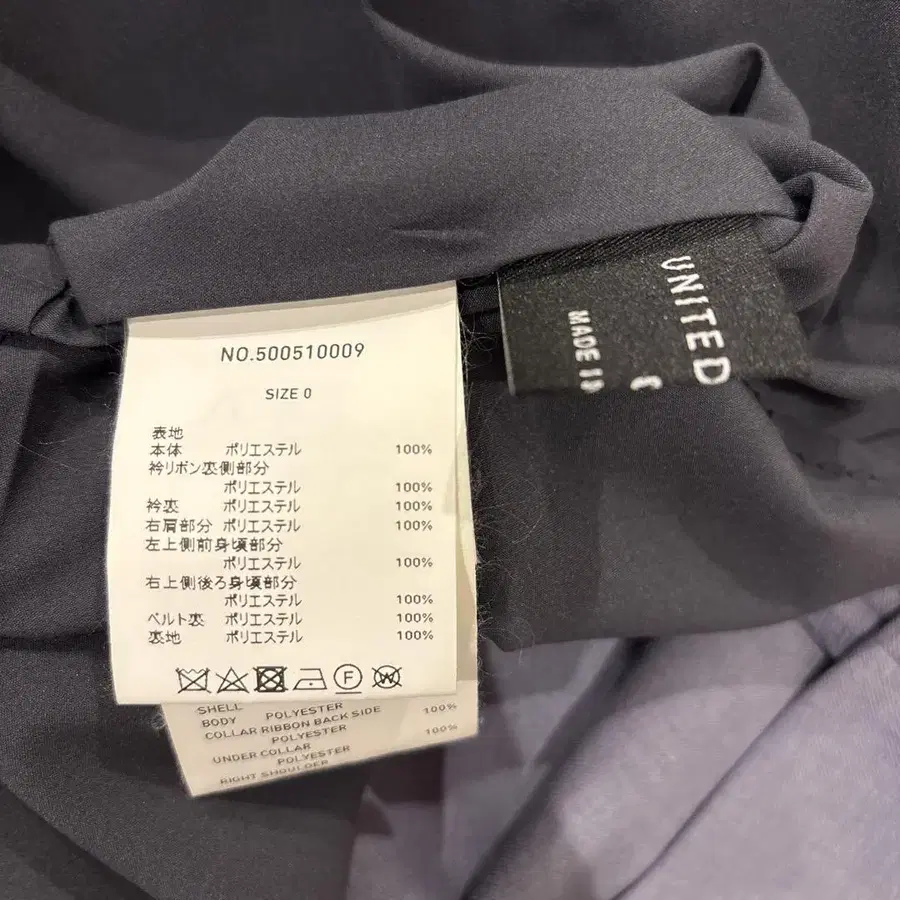 NO.500510009
SIZE 0
表地
本体 ポリエステル 100%
衿リボン裏側部分
ポリエステル 100%
衿裏 ポリエステル 100%
右肩部分 ポリエステル 100%
左上側前身頃部分
ポリエステル 100%
右上側後ろ身頃部分
ポリエステル 100%
ベルト裏 ポリエステル 100%
裏地 ポリエステル 100%
F W
SHELL
BODY POLYESTER 100%
COLLAR RIBBON BACK SIDE
POLYESTER 100%
UNDER COLLAR
POLYESTER
RIGHT SHOULDER
UNITED
MADE IN